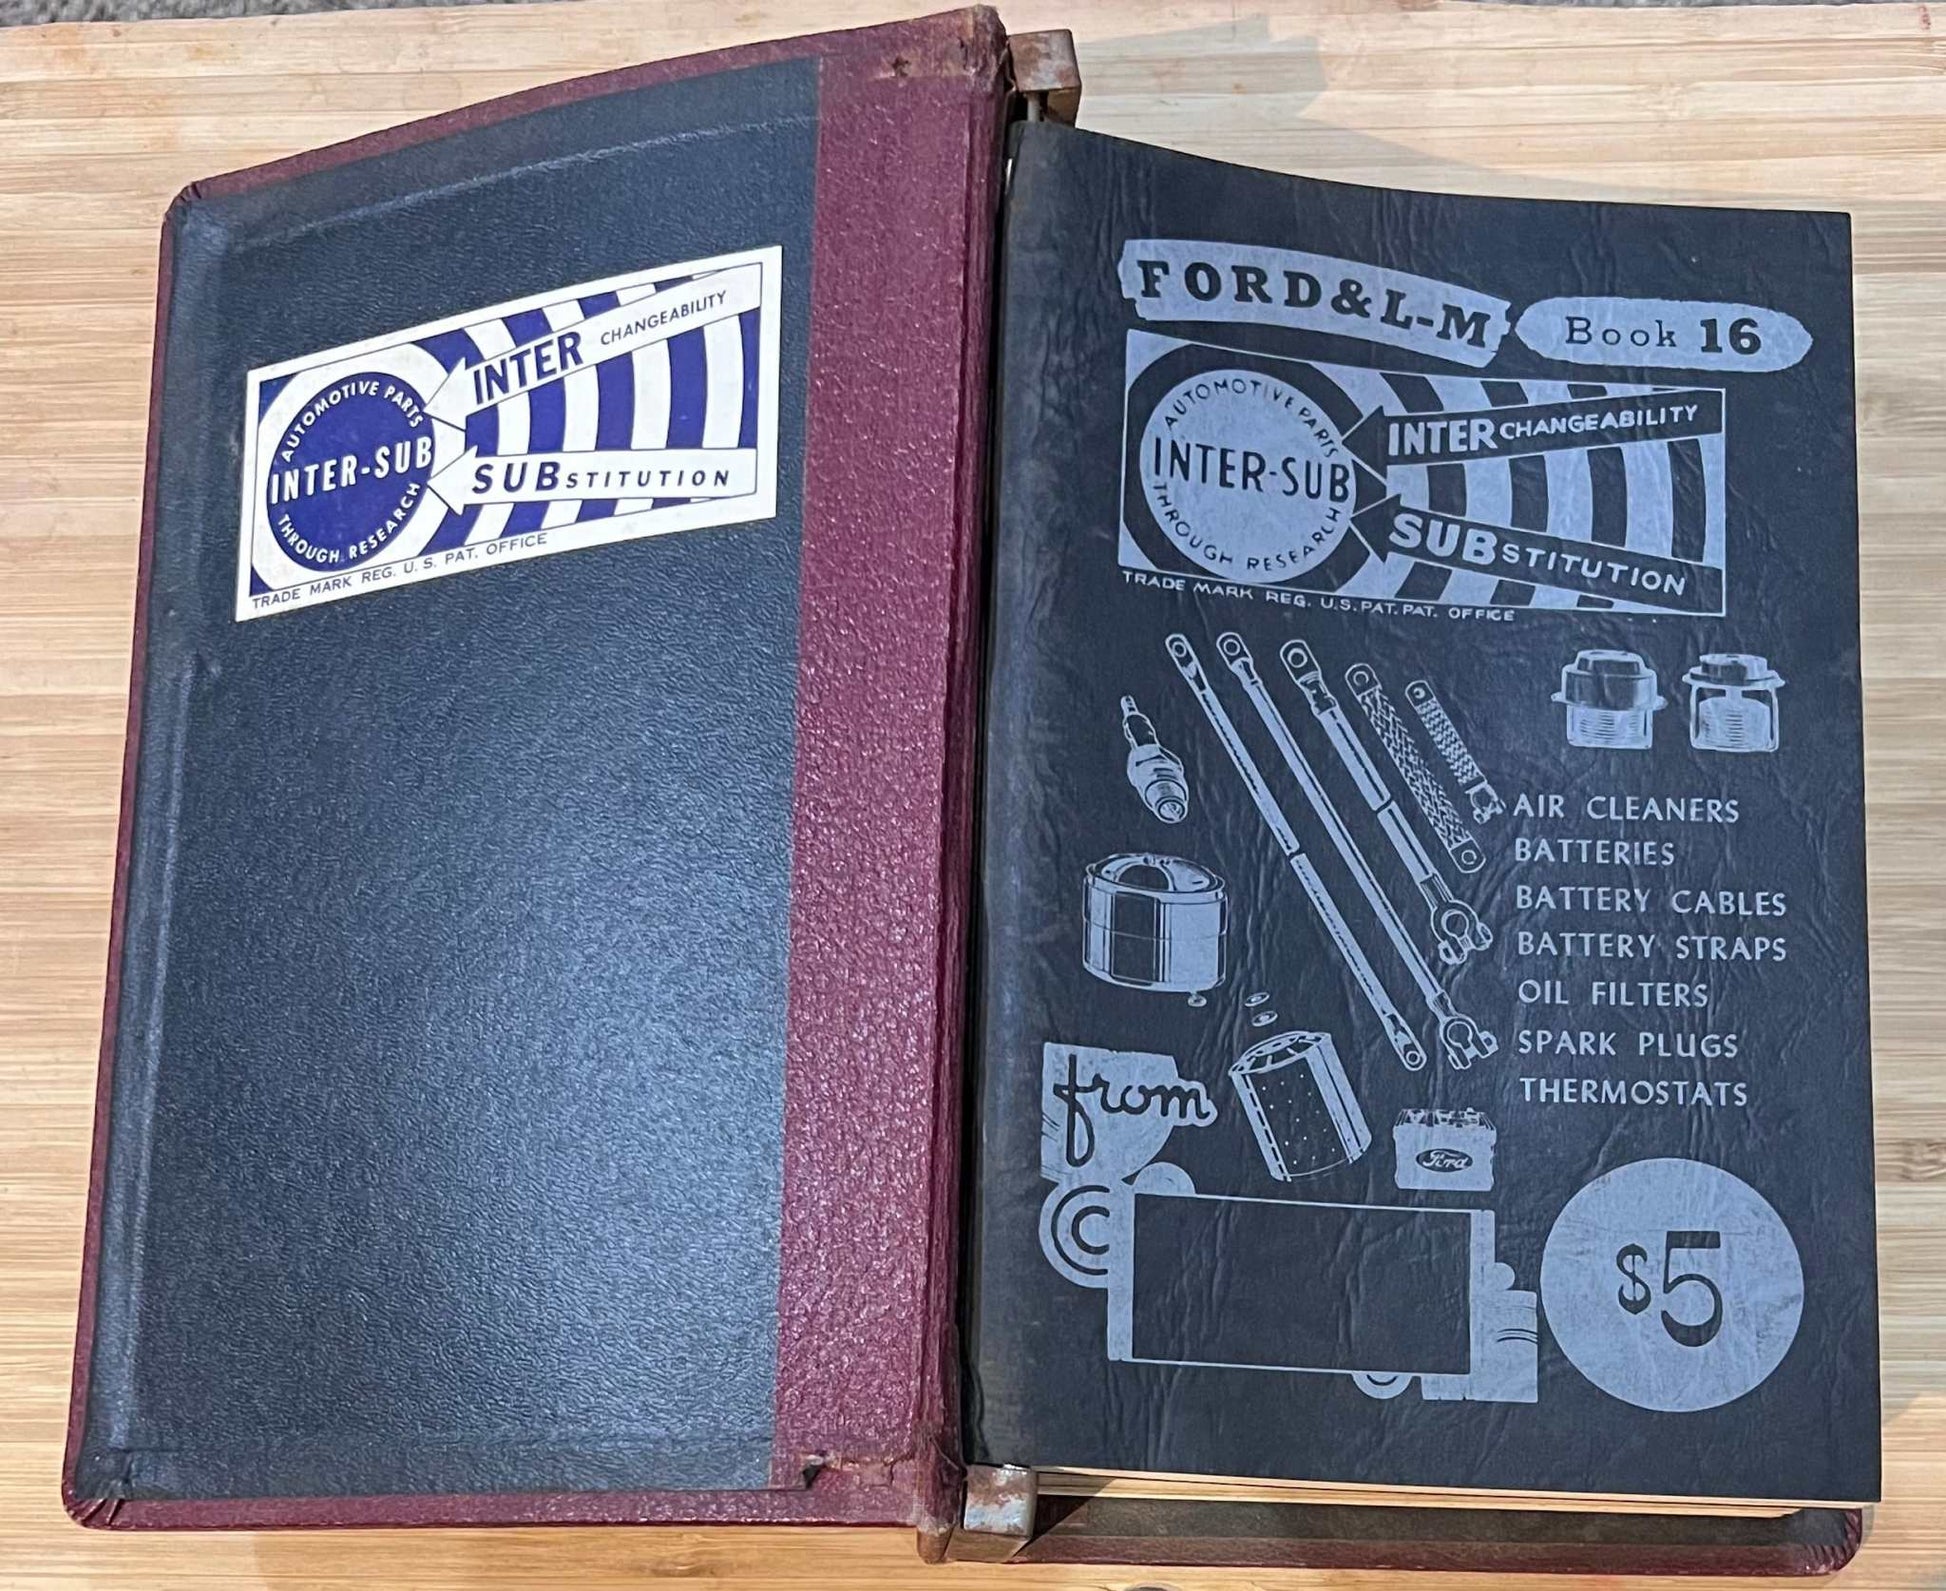 INTER CHANGEABILITY
AUTOMOTIVE PARTS
INTER-SUB
THROUGH RESEARCH
SUBSTITUTION
TRADE MARK REG. U. S. PAT. OFFICE
FORD&L-M
Book 16
INTERCHANGEABILITY
AUTOMOTIVE PARTS
INTER-SUB
THROUGH RESEARCH
SUBSTITUTION
TRADE MARK REG. U.S. PAT. PAT. OFFICE
AIR CLEANERS
BATTERIES
BATTERY CABLES
BATTERY STRAPS
OIL FILTERS
SPARK PLUGS
THERMOSTATS
from
Ford
C
$5